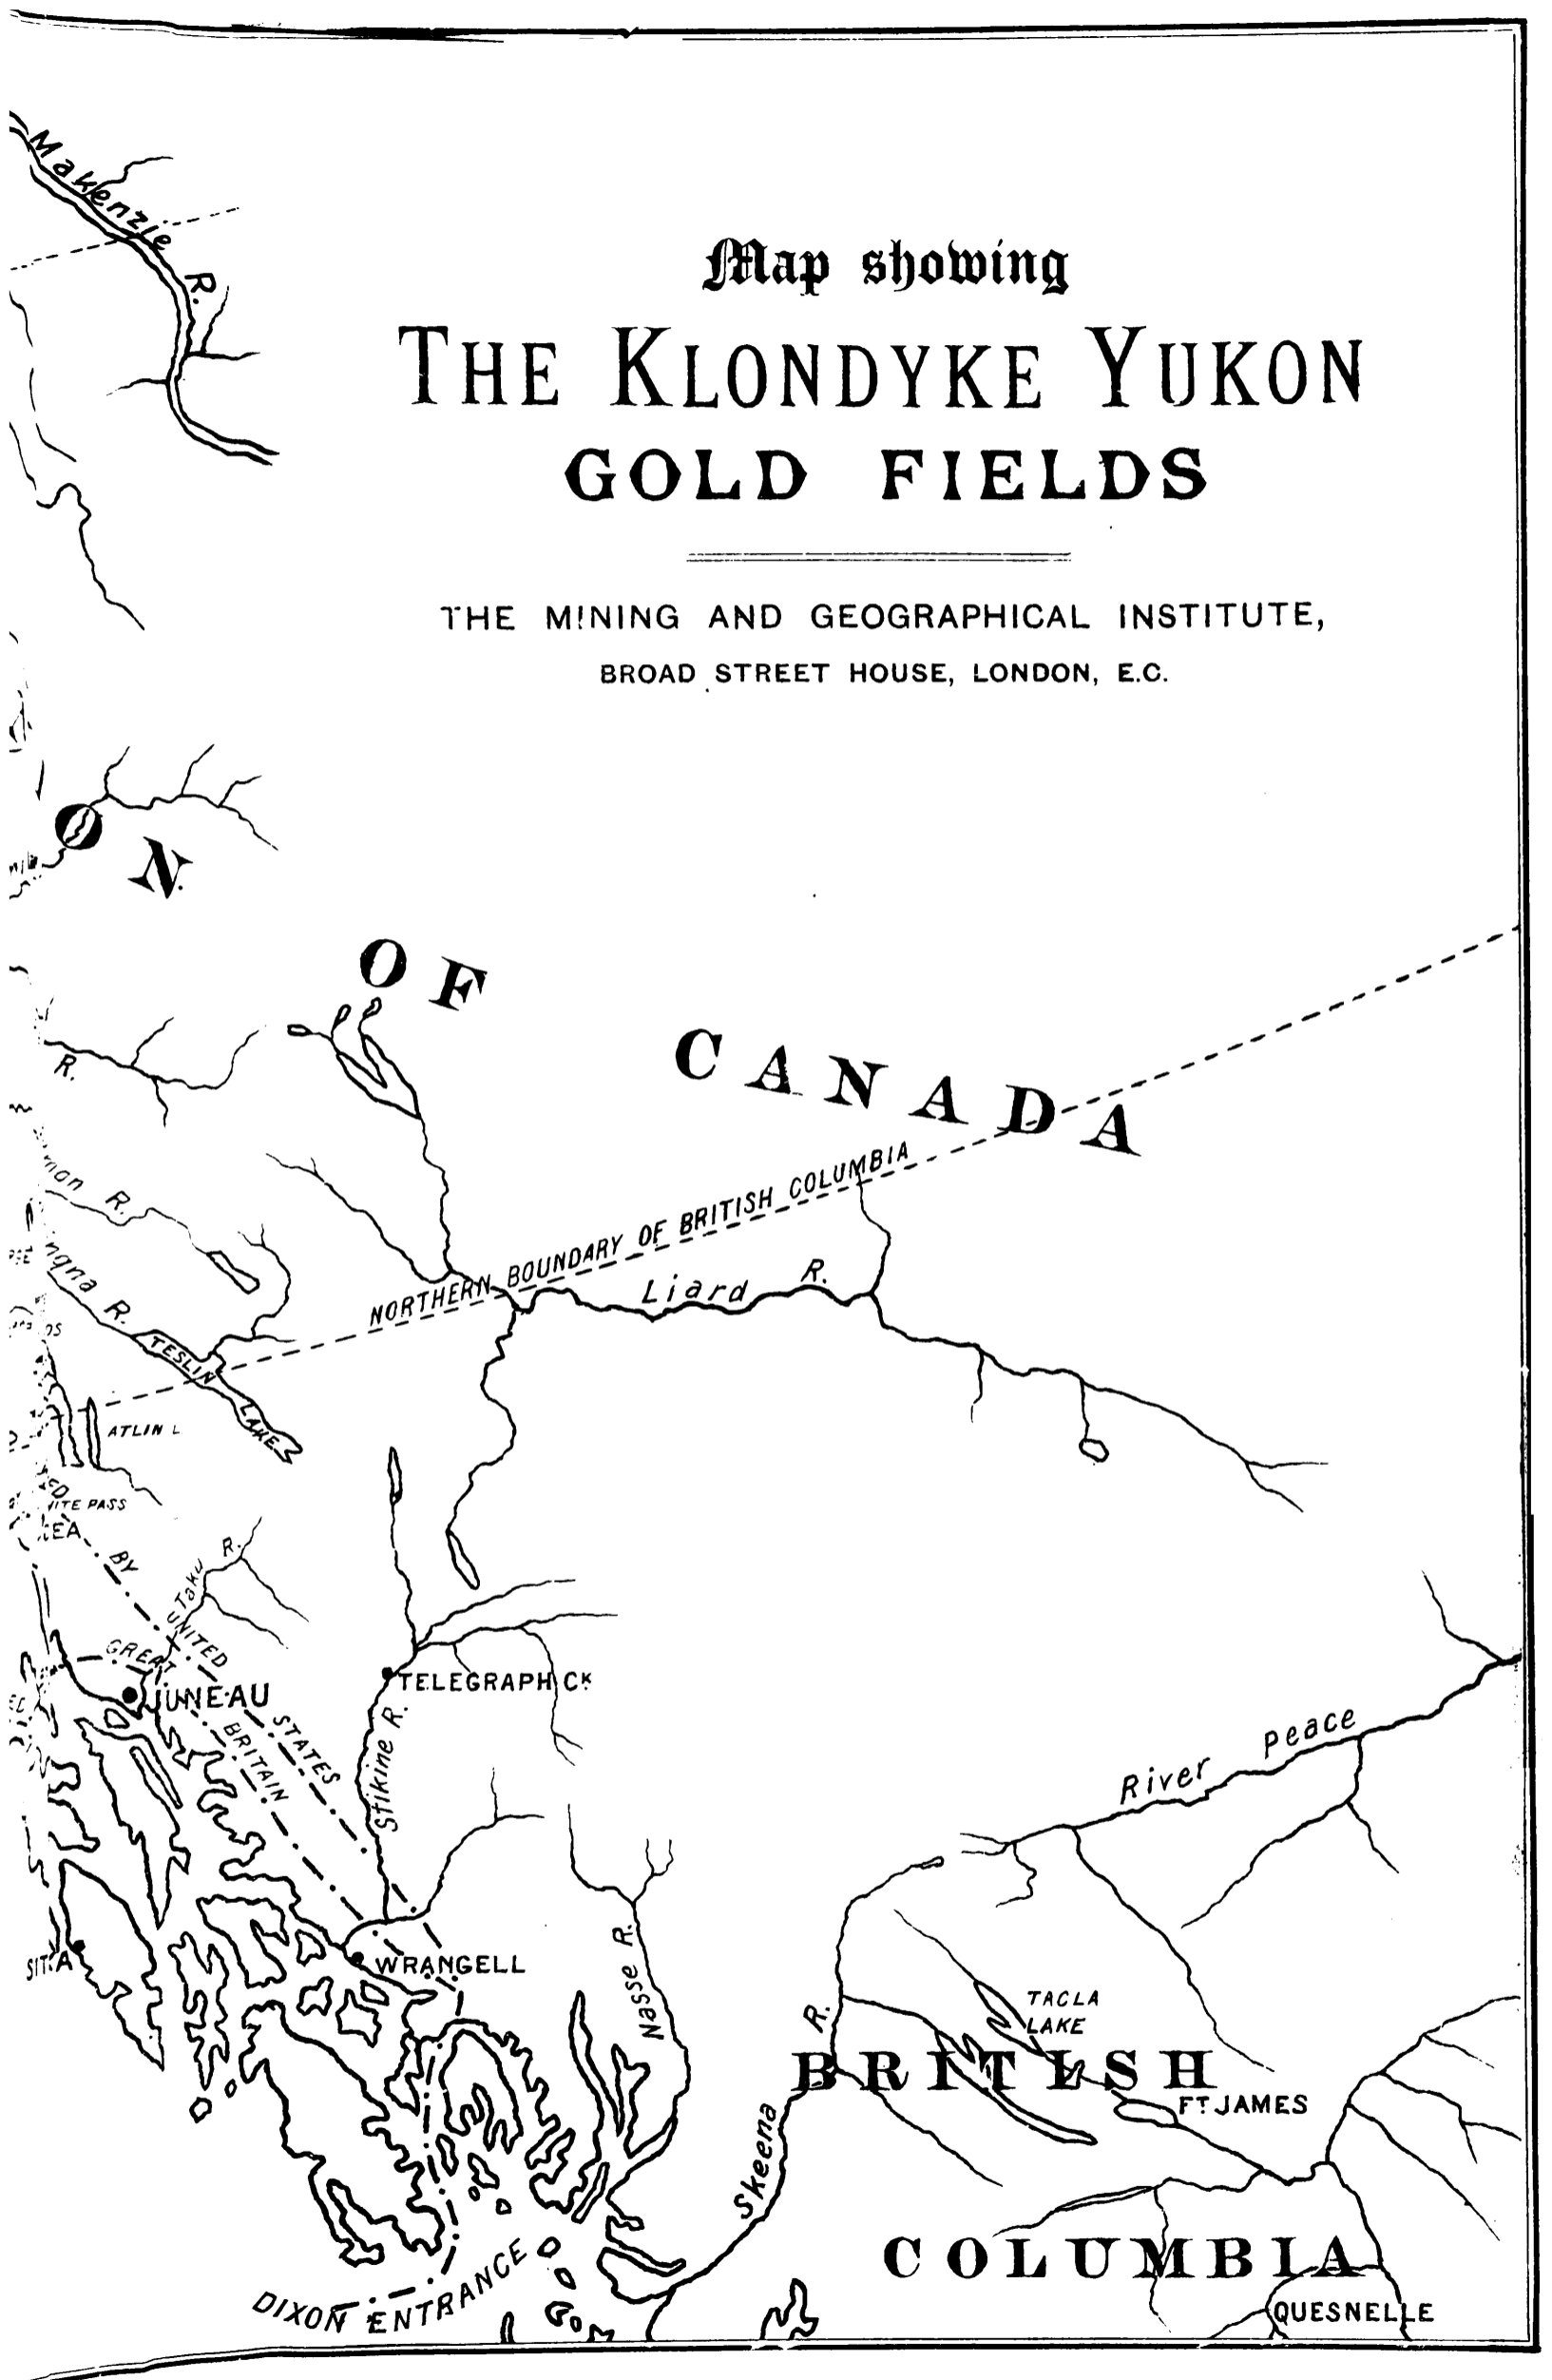 Map showing
THE KLONDYKE YUKON
GOLD FIELDS
THE MINING AND GEOGRAPHICAL INSTITUTE,
BROAD STREET HOUSE, LONDON, E.C.
Makenzie R.
O N
OF
CANADA
R.
R.
R.
NORTHERN BOUNDARY OF BRITISH COLUMBIA
Liard R.
TESLIN LAKE
ATLIN L
PASS
BY
Taku R.
UNITED
GREAT
JUNEAU
STATES
BRITAIN
TELEGRAPH CK
Stikine R.
River Peace
WRANGELL
Nasse R.
TACLA
LAKE
BRITISH
FT JAMES
Skeena R.
COLUMBIA
QUESNELLE
DIXON ENTRANCE